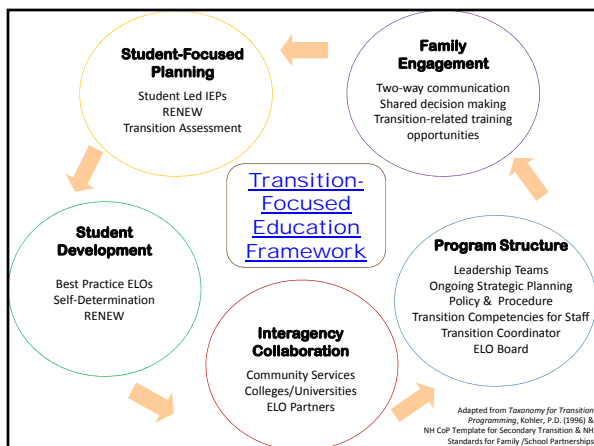 Student-Focused
Planning
Student Led IEPs
RENEW
Transition Assessment
Family
Engagement
Two-way communication
Shared decision making
Transition-related training
opportunities
Transition-
Focused
Education
Framework
Student
Development
Best Practice ELOs
Self-Determination
RENEW
Program Structure
Leadership Teams
Ongoing Strategic Planning
Policy & Procedure
Transition Competencies for Staff
Transition Coordinator
ELO Board
Interagency
Collaboration
Community Services
Colleges/Universities
ELO Partners
Adapted from Taxonomy for Transition
Programming, Kohler, P.D. (1996) &
NH CoP Template for Secondary Transition & NH
Standards for Family /School Partnerships